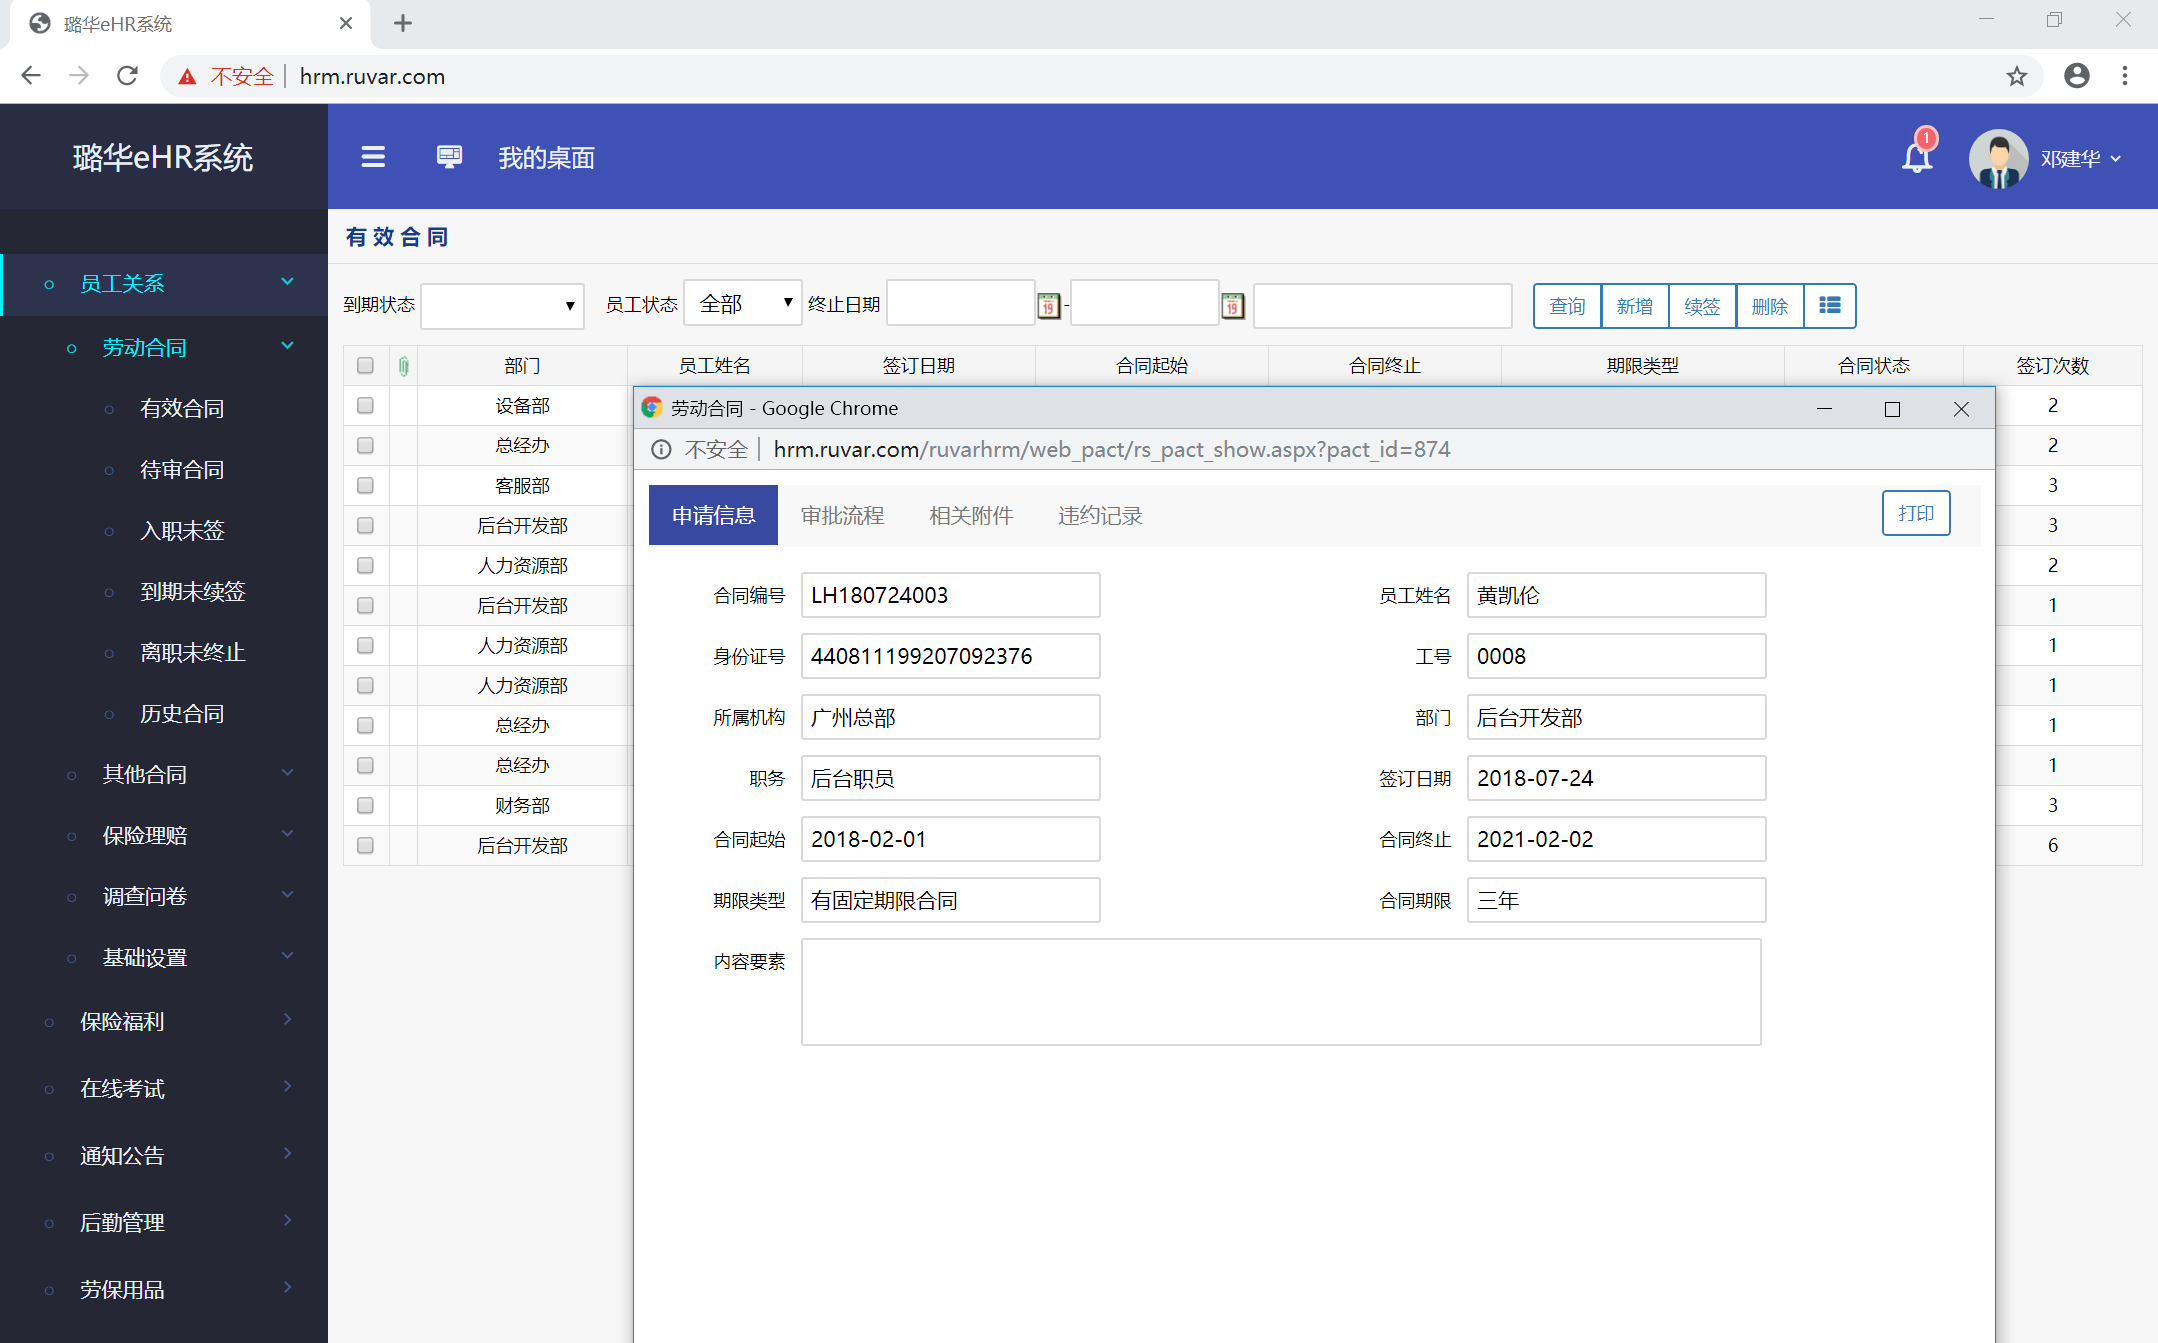 璐华eHR系统
不安全 hrm.ruvar.com
璐华eHR系统
我的桌面
1
邓建华
员工关系
劳动合同
有效合同
待审合同
入职未签
到期未续签
离职未终止
历史合同
其他合同
保险理赔
调查问卷
基础设置
保险福利
在线考试
通知公告
后勤管理
劳保用品
有效合同
到期状态 员工状态 全部 终止日期 19 - 19 查询 新增 续签 删除
部门 员工姓名 签订日期 合同起始 合同终止 期限类型 合同状态 签订次数
设备部 2
总经办 2
客服部 3
后台开发部 3
人力资源部 2
后台开发部 1
人力资源部 1
人力资源部 1
总经办 1
总经办 1
财务部 3
后台开发部 6
劳动合同 - Google Chrome
不安全 hrm.ruvar.com/ruvarhrm/web_pact/rs_pact_show.aspx?pact_id=874
申请信息 审批流程 相关附件 违约记录 打印
合同编号 LH180724003 员工姓名 黄凯伦
身份证号 440811199207092376 工号 0008
所属机构 广州总部 部门 后台开发部
职务 后台职员 签订日期 2018-07-24
合同起始 2018-02-01 合同终止 2021-02-02
期限类型 有固定期限合同 合同期限 三年
内容要素